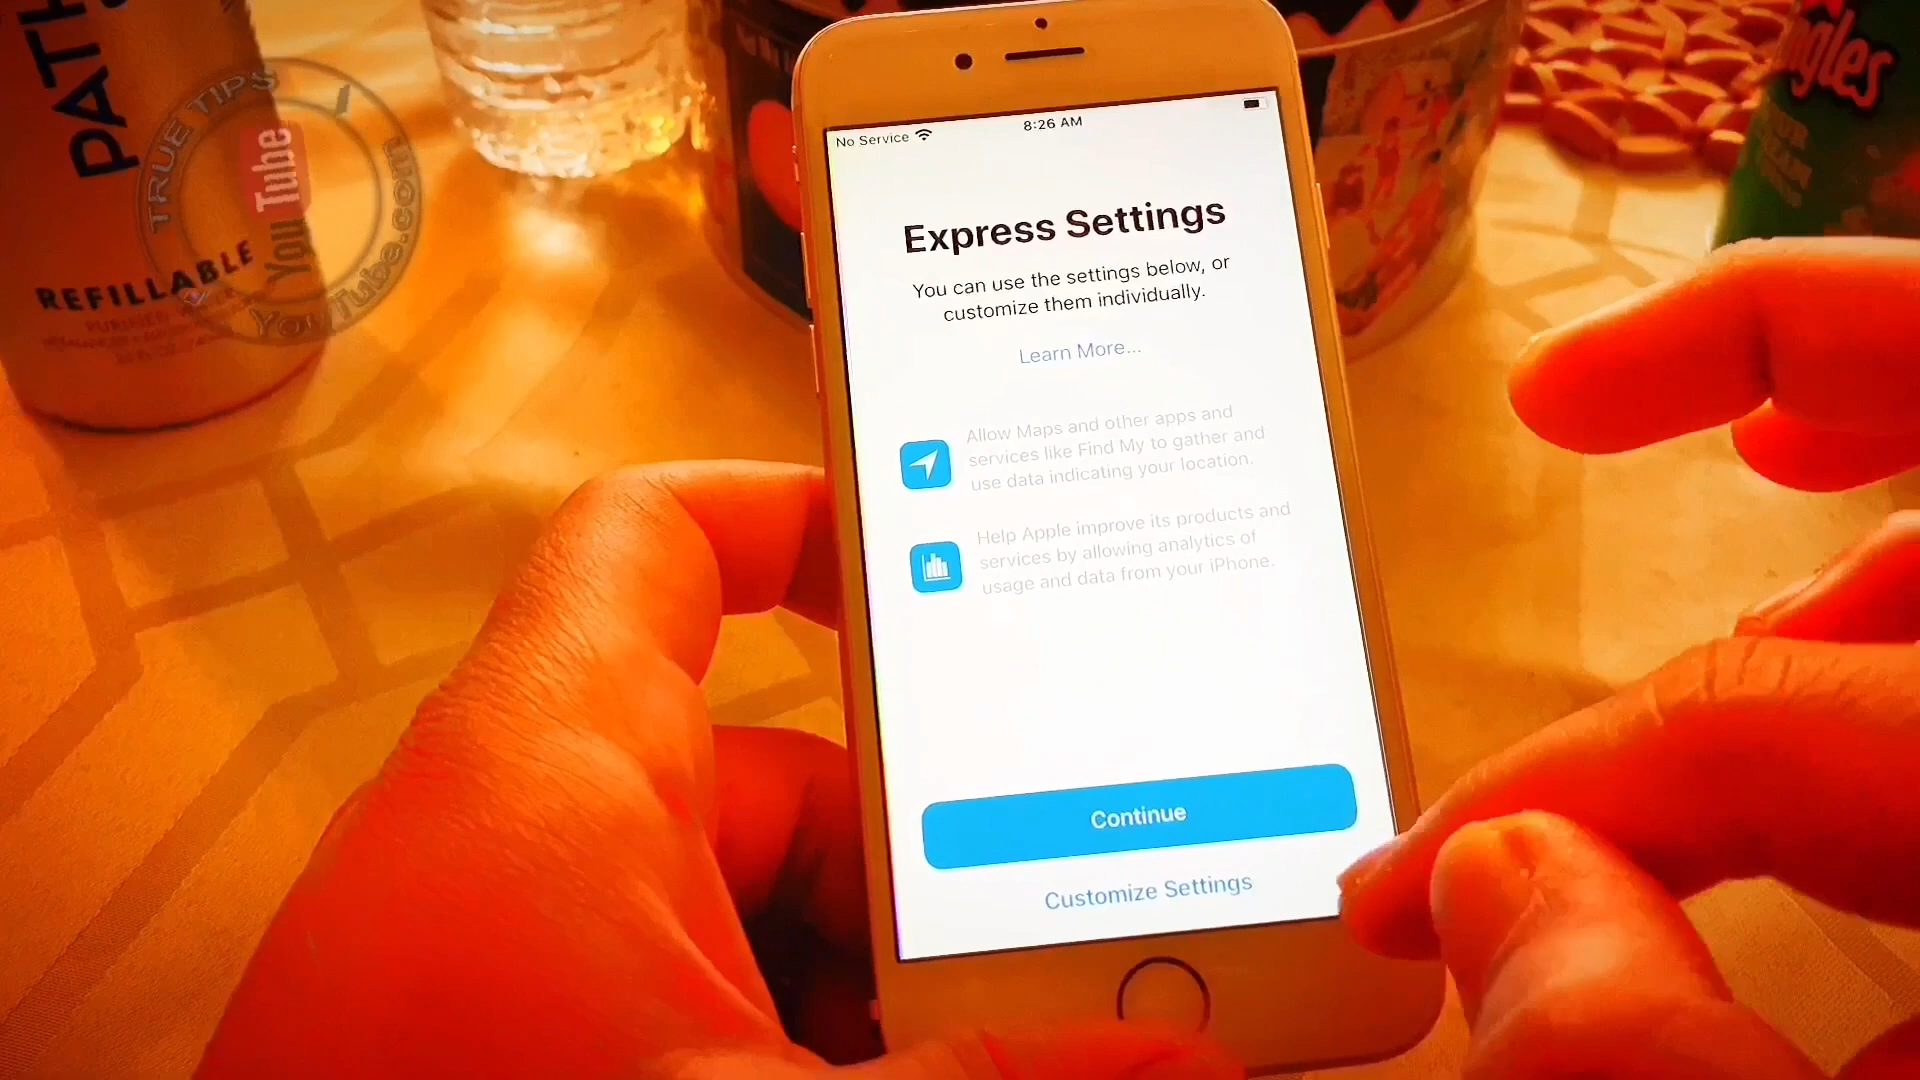 PATH
REFILLABLE
TRUE TIPS
YouTube
YouTube.com
ngles
No Service
8:26 AM
Express Settings
You can use the settings below, or
customize them individually.
Learn More...
Allow Maps and other apps and
services like Find My to gather and
use data indicating your location.
Help Apple improve its products and
services by allowing analytics of
usage and data from your iPhone.
Continue
Customize Settings